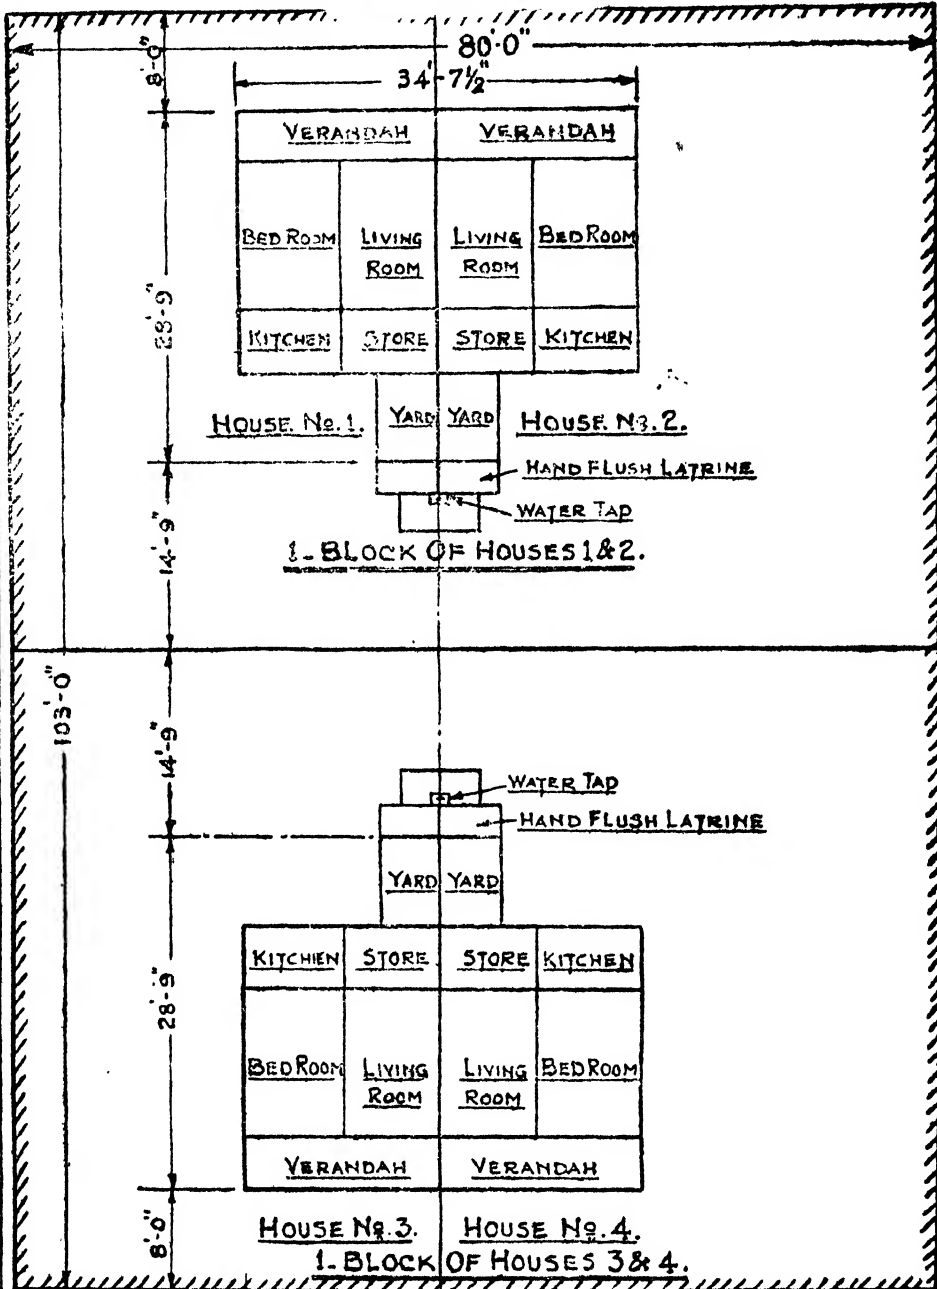 80'-0"
8'-0"
34'-7½"
VERANDAH VERANDAH
BED ROOM LIVING ROOM LIVING ROOM BED ROOM
28'-9"
KITCHEN STORE STORE KITCHEN
HOUSE No. 1. YARD YARD HOUSE No. 2.
HAND FLUSH LATRINE
WATER TAP
14'-9"
1-BLOCK OF HOUSES 1 & 2.
103'-0"
14'-9"
WATER TAP
HAND FLUSH LATRINE
YARD YARD
KITCHEN STORE STORE KITCHEN
28'-9"
BED ROOM LIVING ROOM LIVING ROOM BED ROOM
VERANDAH VERANDAH
8'-0"
HOUSE No. 3. HOUSE No. 4.
1-BLOCK OF HOUSES 3 & 4.